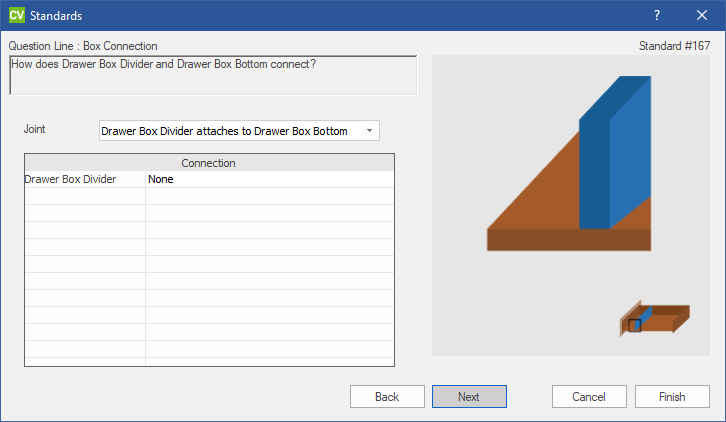 CV Standards ?
Question Line : Box Connection Standard #167
How does Drawer Box Divider and Drawer Box Bottom connect?
Joint Drawer Box Divider attaches to Drawer Box Bottom
Connection
Drawer Box Divider None
Back Next Cancel Finish